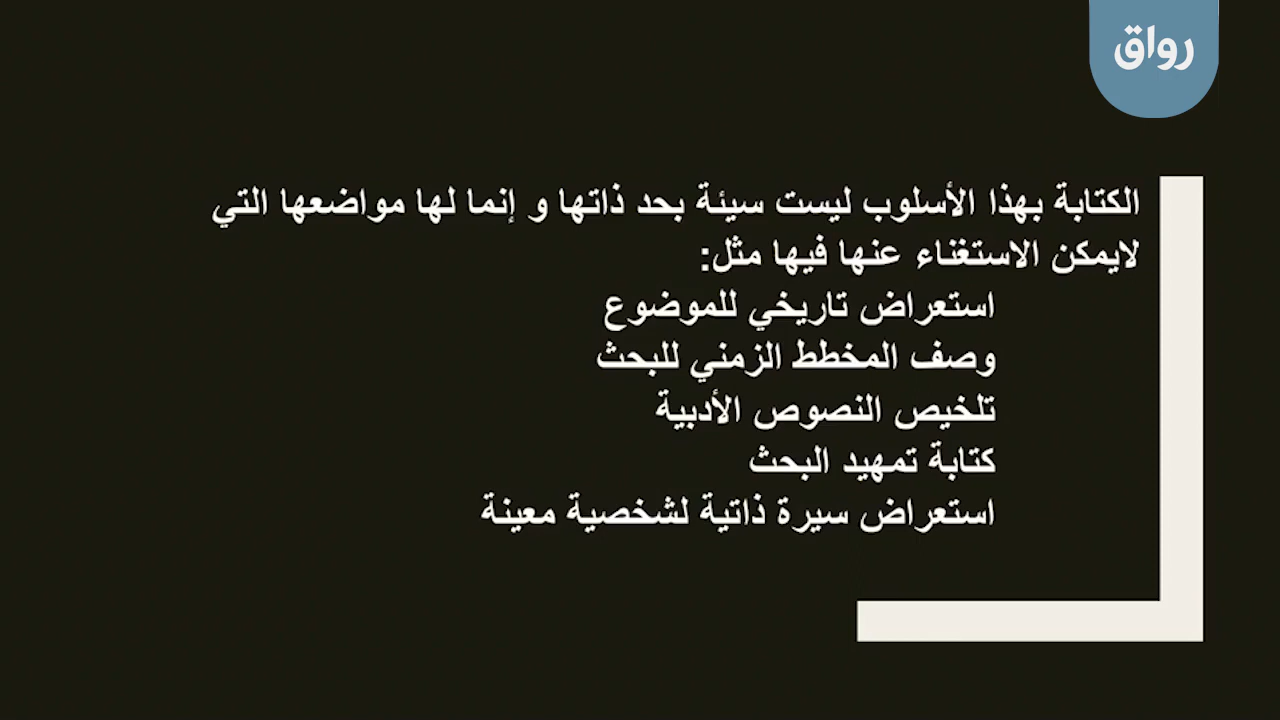 رواق
الكتابة بهذا الأسلوب ليست سيئة بحد ذاتها و إنما لها مواضعها التي
لايمكن الاستغناء عنها فيها مثل:
استعراض تاريخي للموضوع
وصف المخطط الزمني للبحث
تلخيص النصوص الأدبية
كتابة تمهيد البحث
استعراض سيرة ذاتية لشخصية معينة